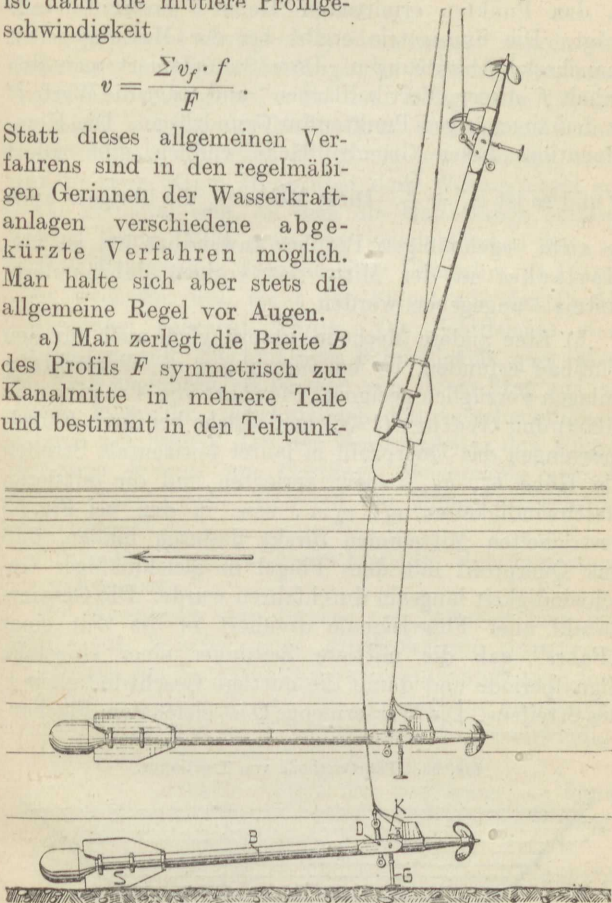 ist dann die mittlere Profilge-
schwindigkeit
v = Σ v_f · f / F .
Statt dieses allgemeinen Ver-
fahrens sind in den regelmäßi-
gen Gerinnen der Wasserkraft-
anlagen verschiedene abge-
kürzte Verfahren möglich.
Man halte sich aber stets die
allgemeine Regel vor Augen.
a) Man zerlegt die Breite B
des Profils F symmetrisch zur
Kanalmitte in mehrere Teile
und bestimmt in den Teilpunk-
K
D
B
S
G